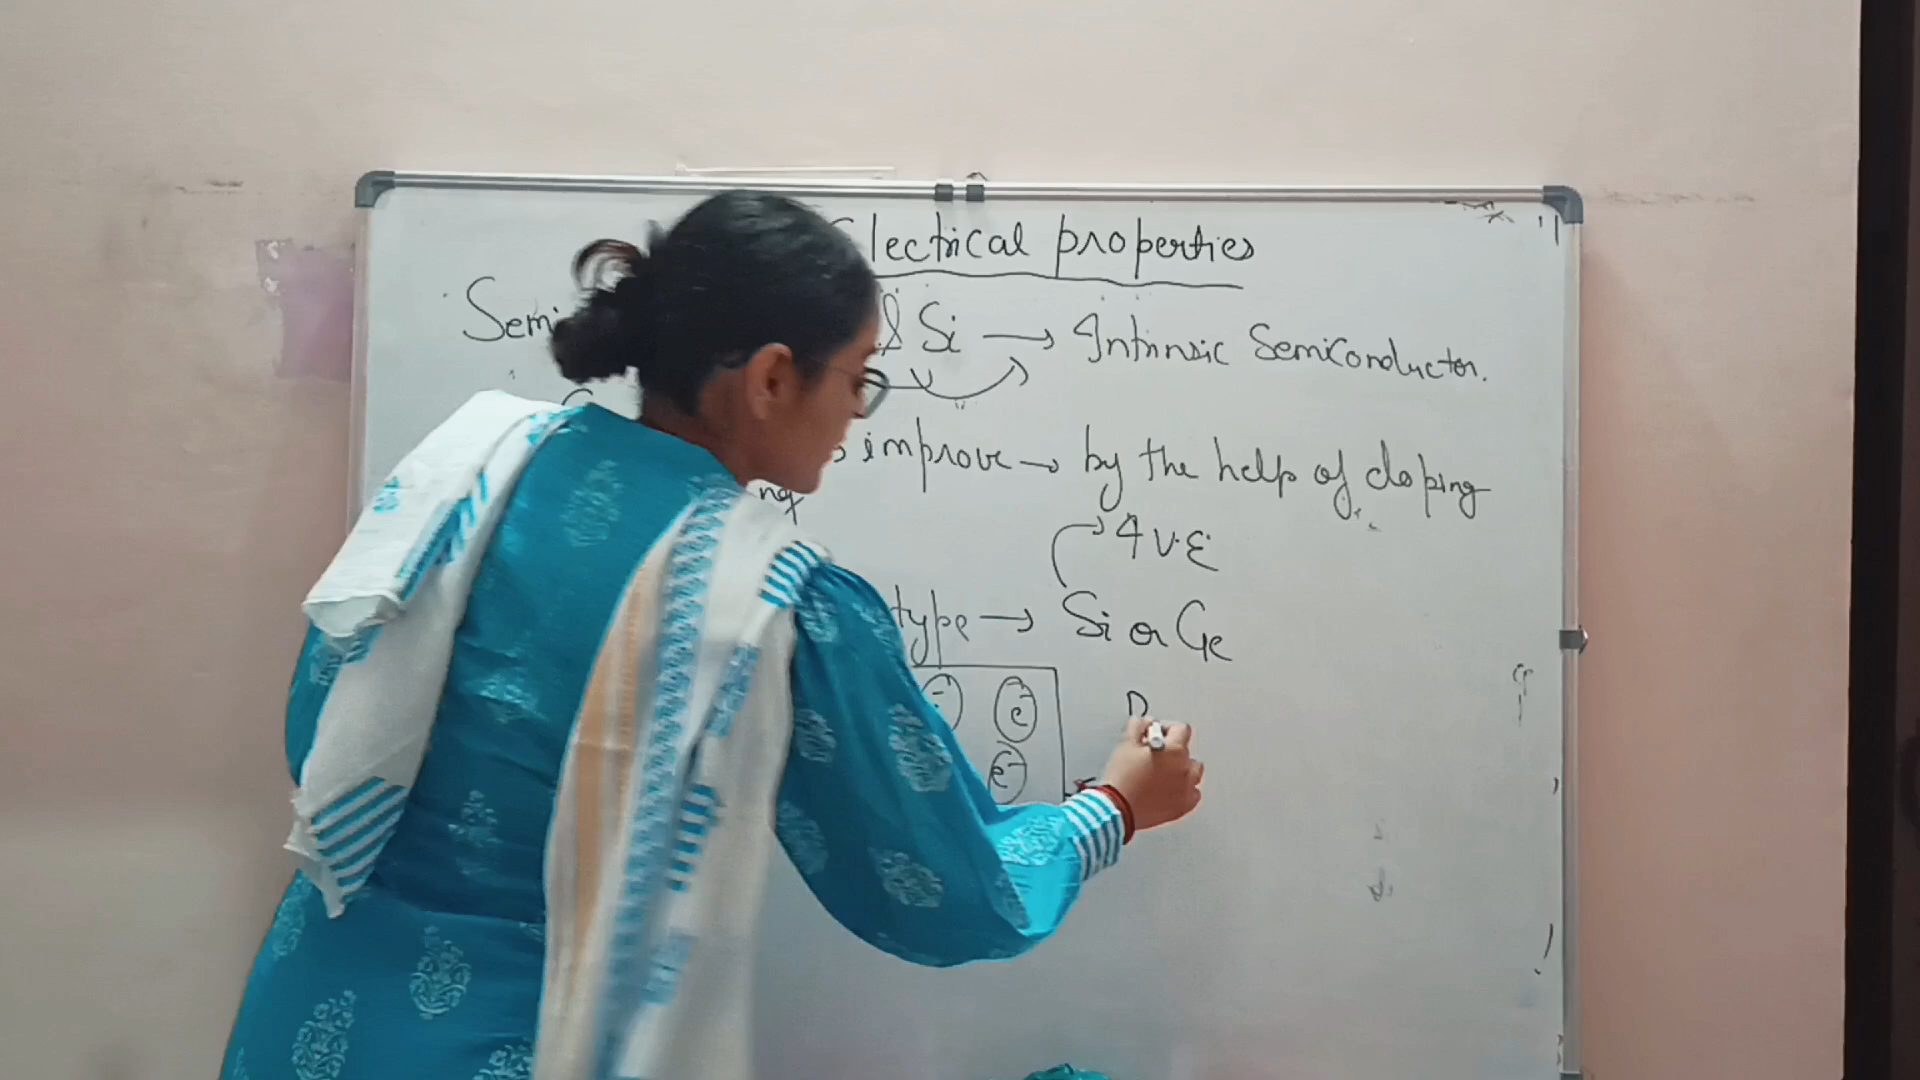 Electrical properties
Semi
& Si → Intrinsic Semiconductor.
improve → by the help of doping
4 V.E
type → Si or Ge
e
e-